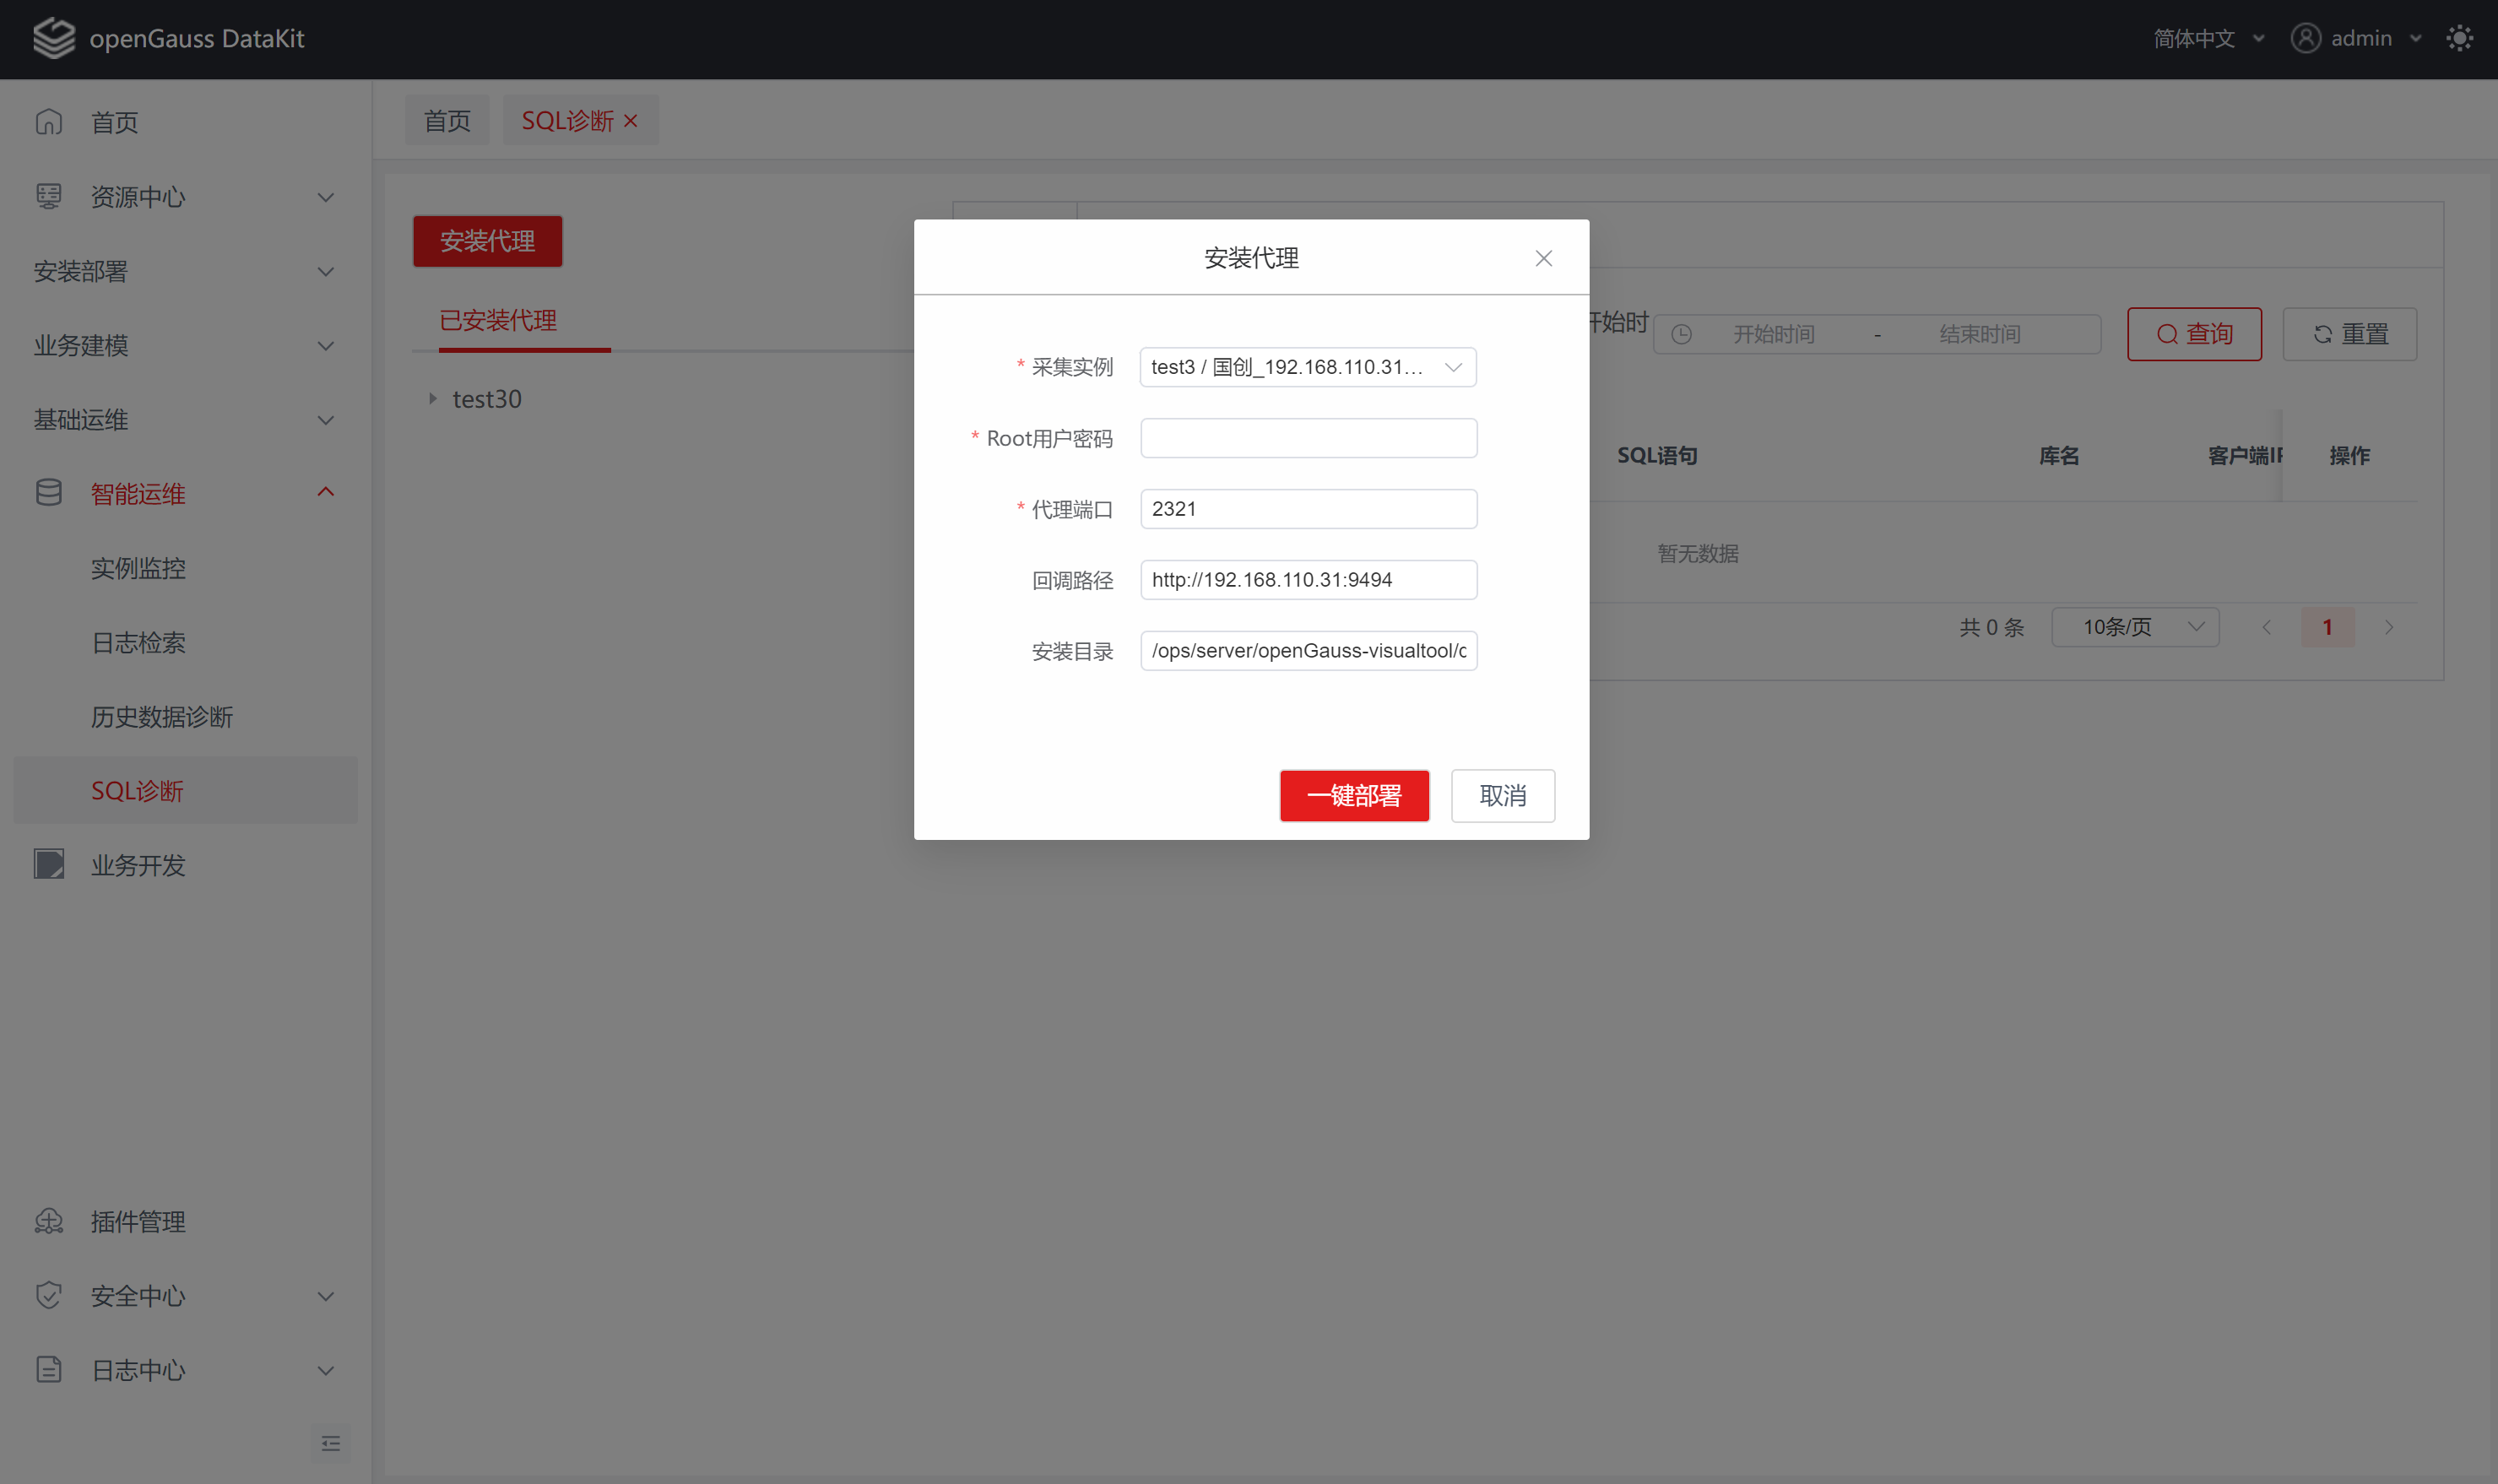 openGauss DataKit
简体中文
admin
首页
资源中心
安装部署
业务建模
基础运维
智能运维
实例监控
日志检索
历史数据诊断
SQL诊断
业务开发
插件管理
安全中心
日志中心
首页
SQL诊断
安装代理
已安装代理
test30
开始时
开始时间 - 结束时间
查询
重置
SQL语句 库名 客户端IP 操作
暂无数据
共 0 条
10条/页
1
安装代理
* 采集实例 test3 / 国创_192.168.110.31...
* Root用户密码
* 代理端口 2321
回调路径 http://192.168.110.31:9494
安装目录 /ops/server/openGauss-visualtool/c
一键部署
取消